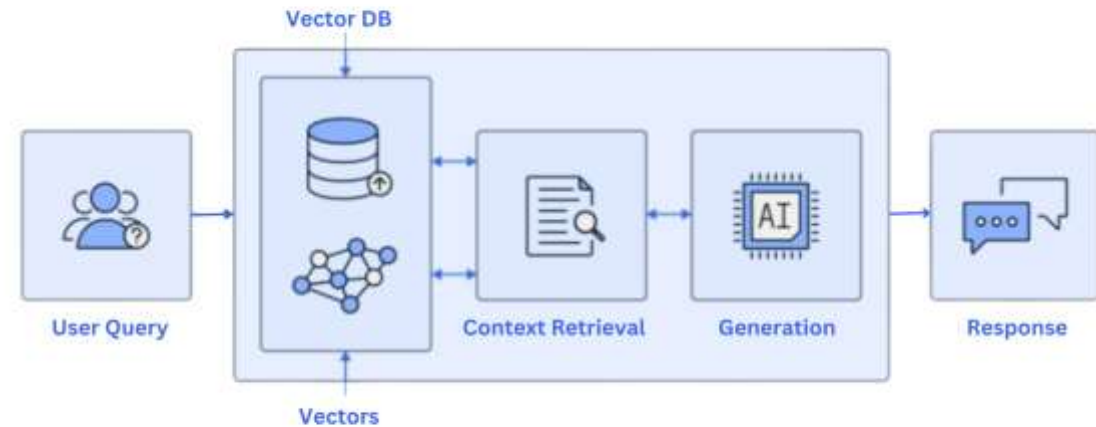 Vector DB
?
AI
User Query
Context Retrieval
Generation
Response
Vectors